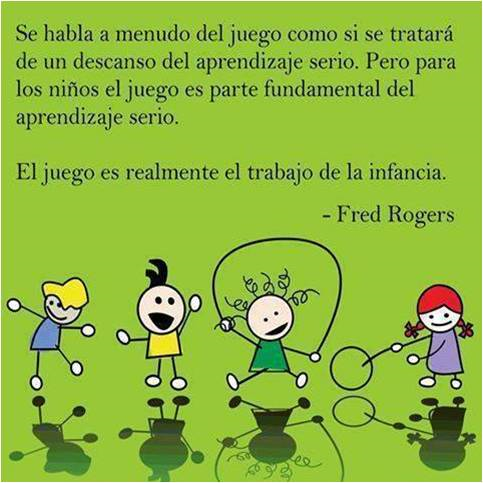 Se habla a menudo del juego como si se tratará
de un descanso del aprendizaje serio. Pero para
los niños el juego es parte fundamental del
aprendizaje serio.
El juego es realmente el trabajo de la infancia.
- Fred Rogers